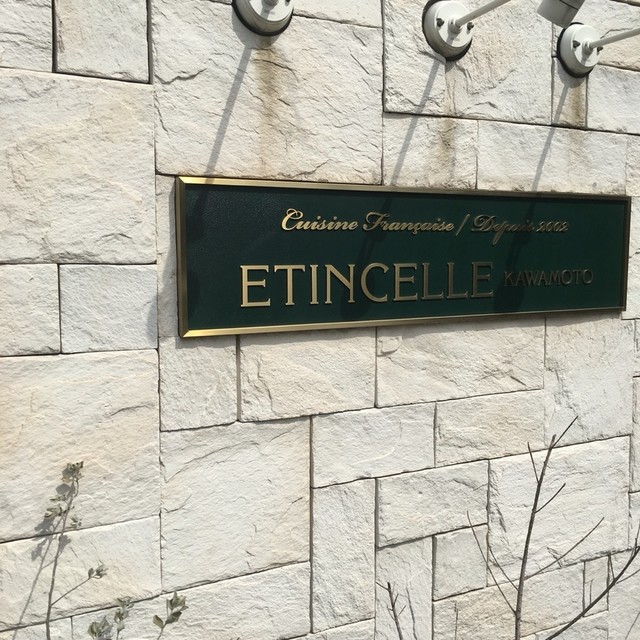 Cuisine Française / Depuis 2002
ETINCELLE KAWAMOTO